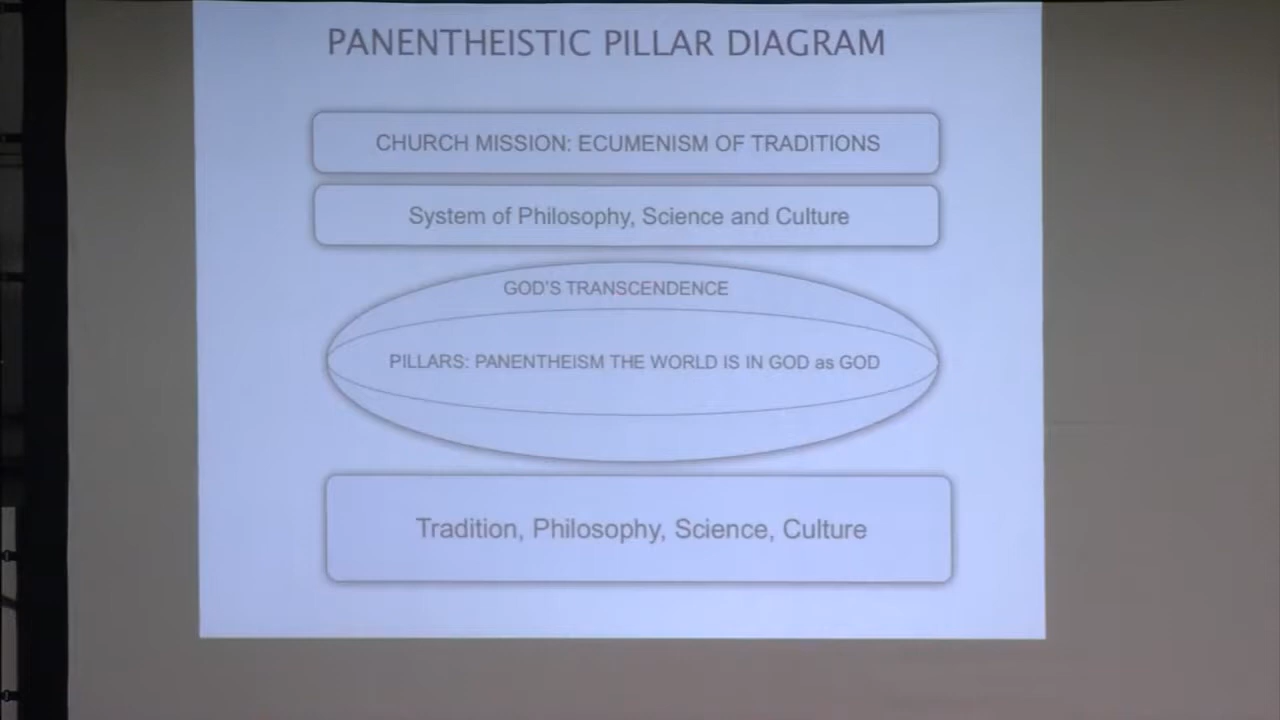 PANENTHEISTIC PILLAR DIAGRAM
CHURCH MISSION: ECUMENISM OF TRADITIONS
System of Philosophy, Science and Culture
GOD'S TRANSCENDENCE
PILLARS: PANENTHEISM THE WORLD IS IN GOD as GOD
Tradition, Philosophy, Science, Culture